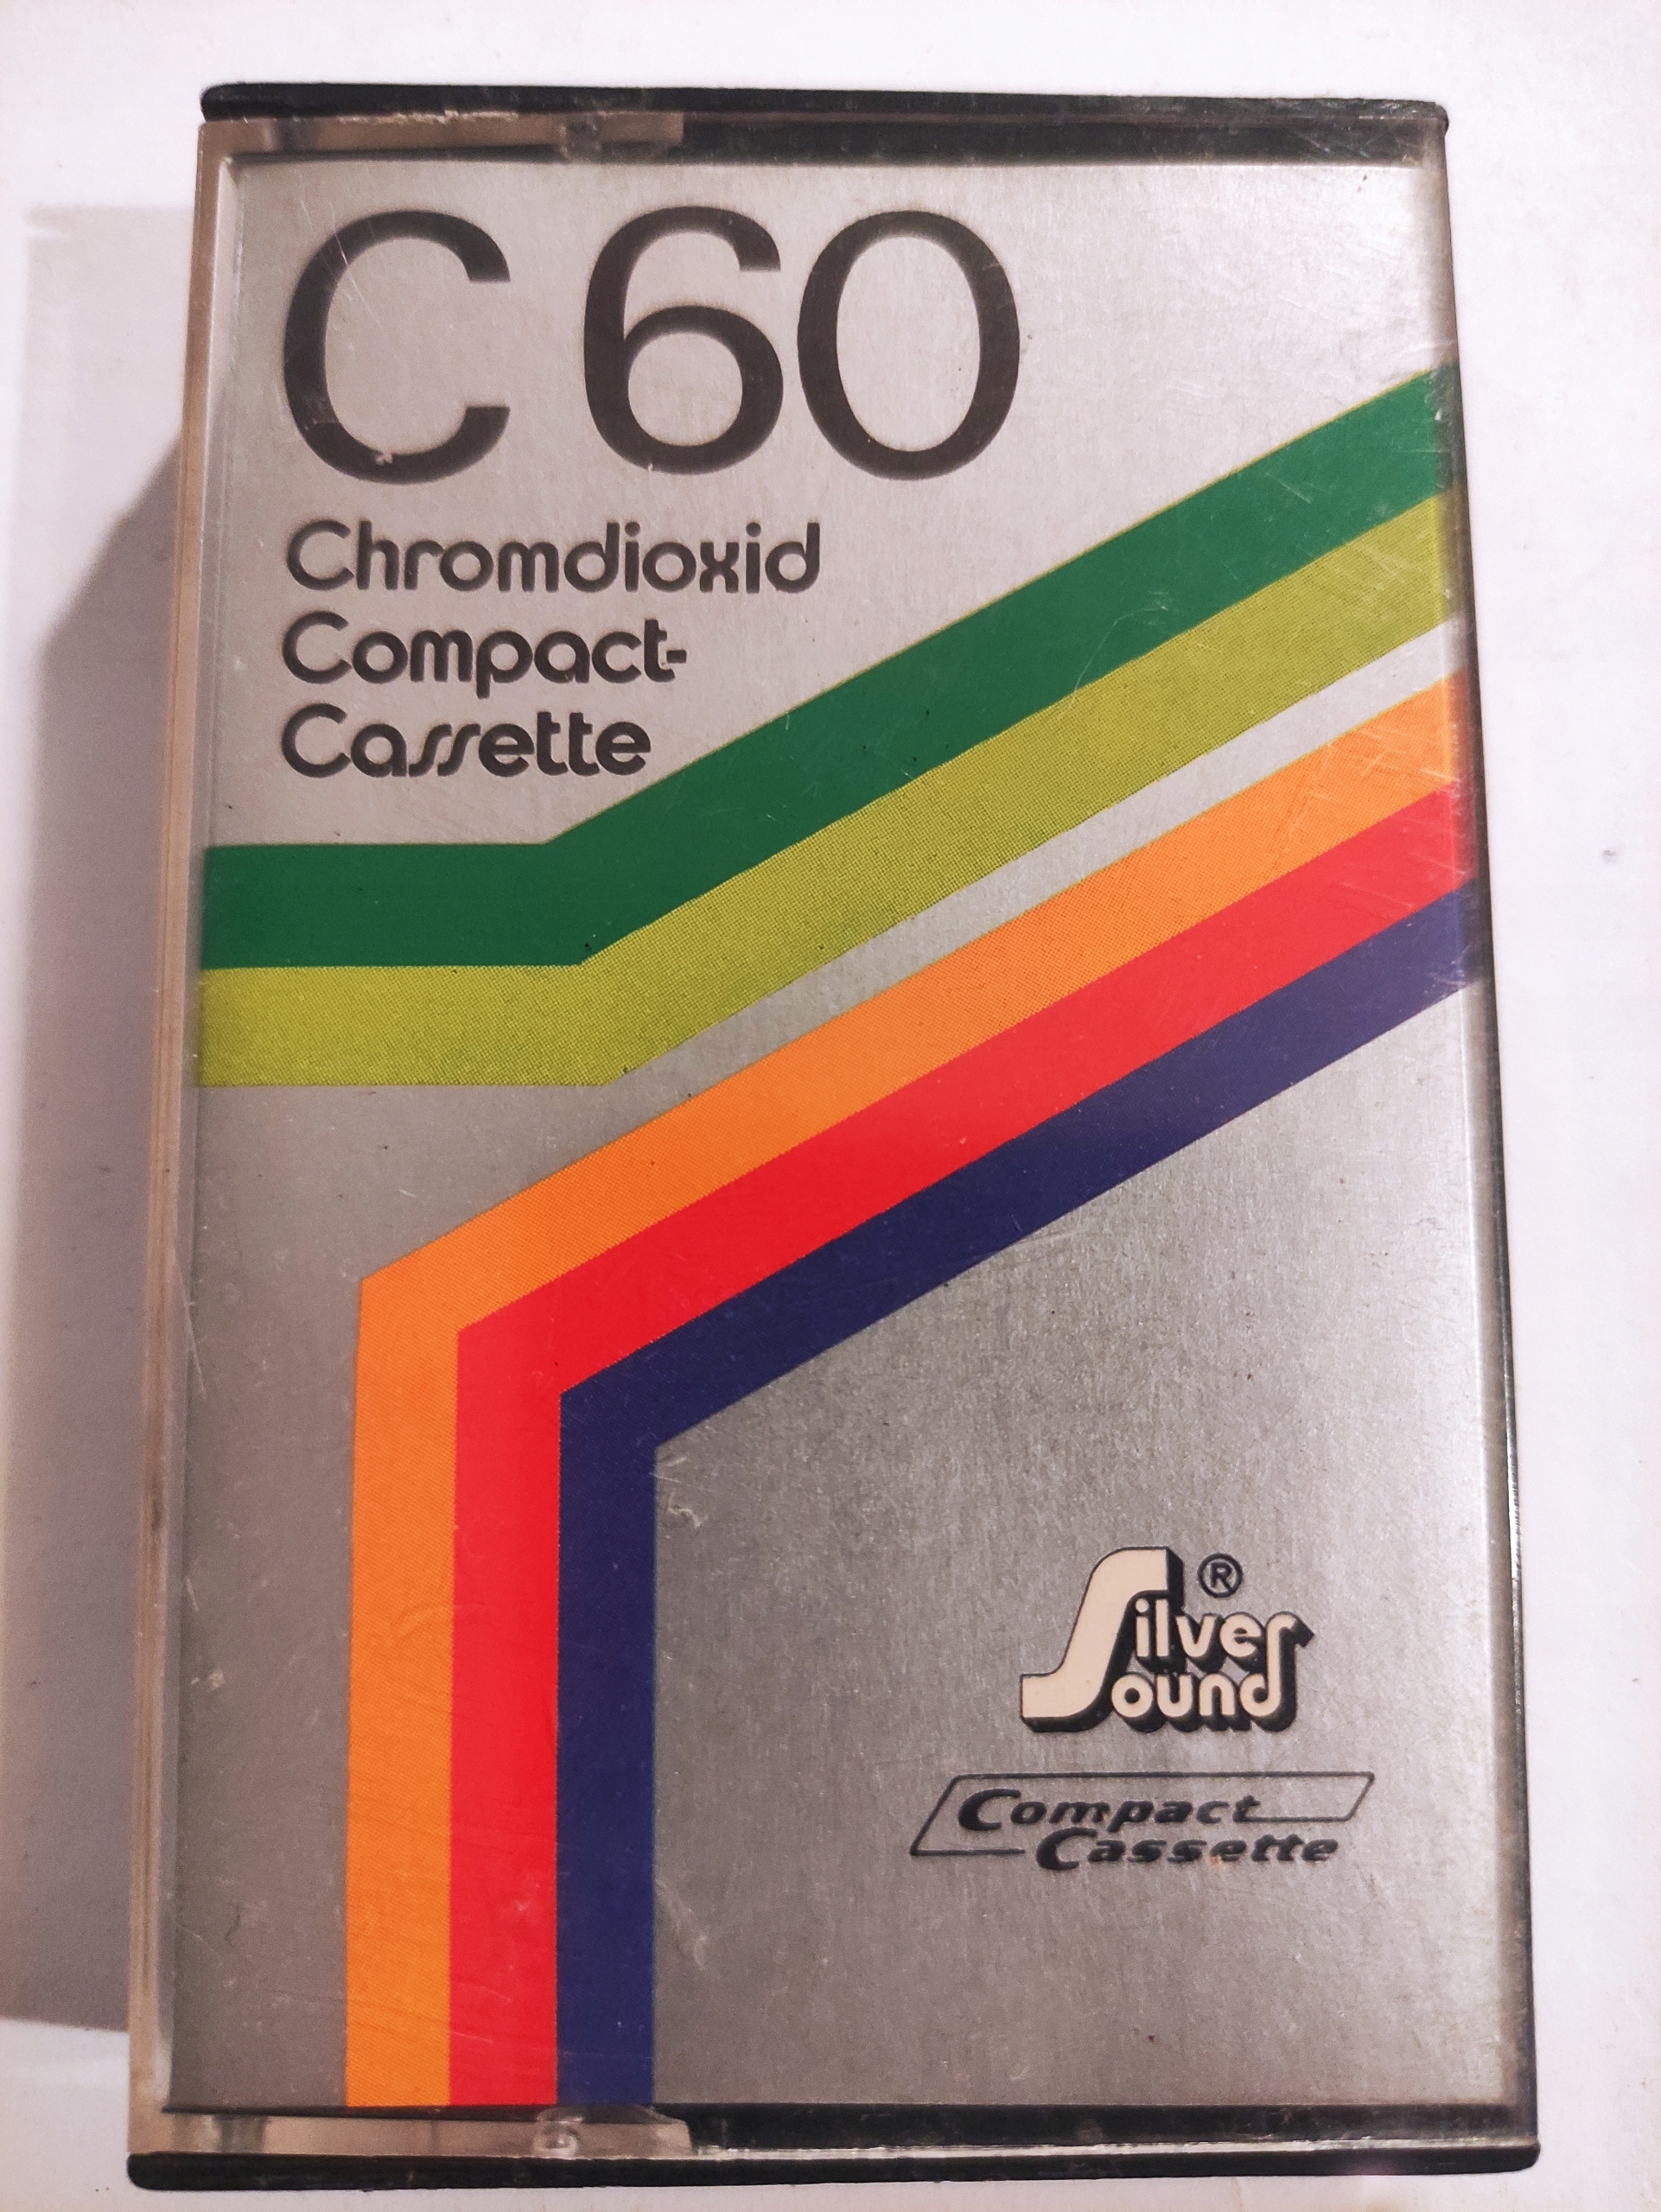 C 60
Chromdioxid
Compact-
Cassette
Silver ®
Sound
Compact
Cassette